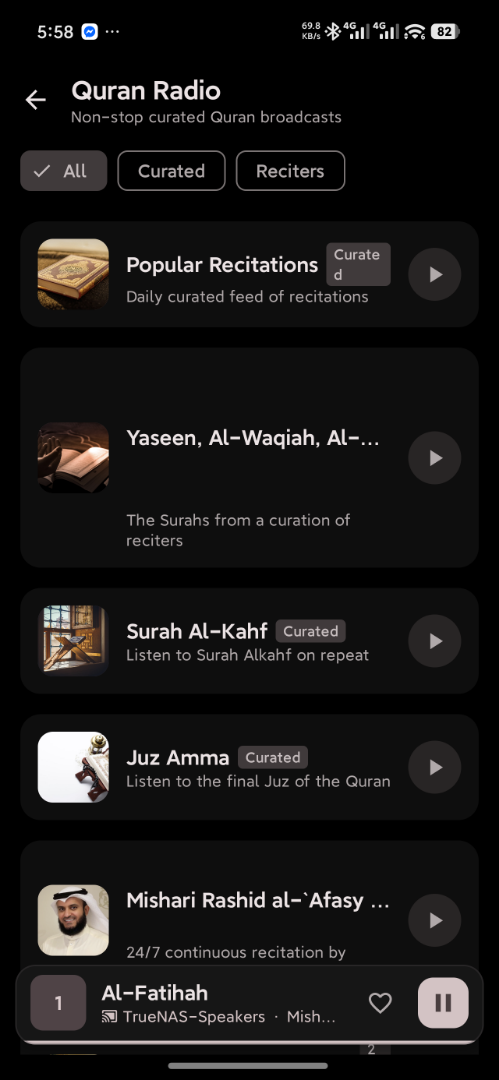 5:58 ... 69.8 KB/s 4G 4G 82
Quran Radio
Non-stop curated Quran broadcasts
All Curated Reciters
Popular Recitations Curate
d
Daily curated feed of recitations
Yaseen, Al-Waqiah, Al-...
The Surahs from a curation of
reciters
Surah Al-Kahf Curated
Listen to Surah Alkahf on repeat
Juz Amma Curated
Listen to the final Juz of the Quran
Mishari Rashid al-`Afasy ...
24/7 continuous recitation by
1 Al-Fatihah
TrueNAS-Speakers · Mish...
2